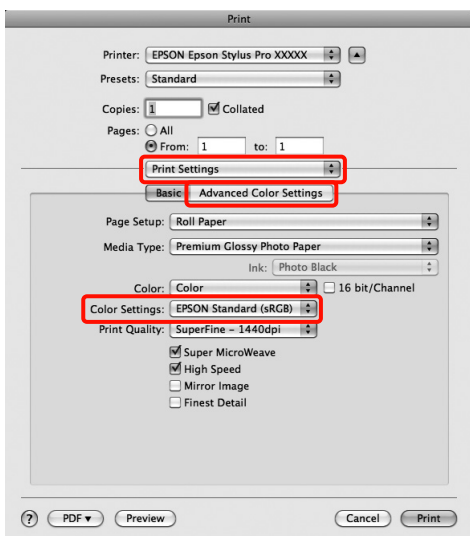 Print
Printer: EPSON Epson Stylus Pro XXXXX
Presets: Standard
Copies: 1 Collated
Pages: All
From: 1 to: 1
Print Settings
Basic Advanced Color Settings
Page Setup: Roll Paper
Media Type: Premium Glossy Photo Paper
Ink: Photo Black
Color: Color 16 bit/Channel
Color Settings: EPSON Standard (sRGB)
Print Quality: SuperFine – 1440dpi
Super MicroWeave
High Speed
Mirror Image
Finest Detail
? PDF Preview Cancel Print